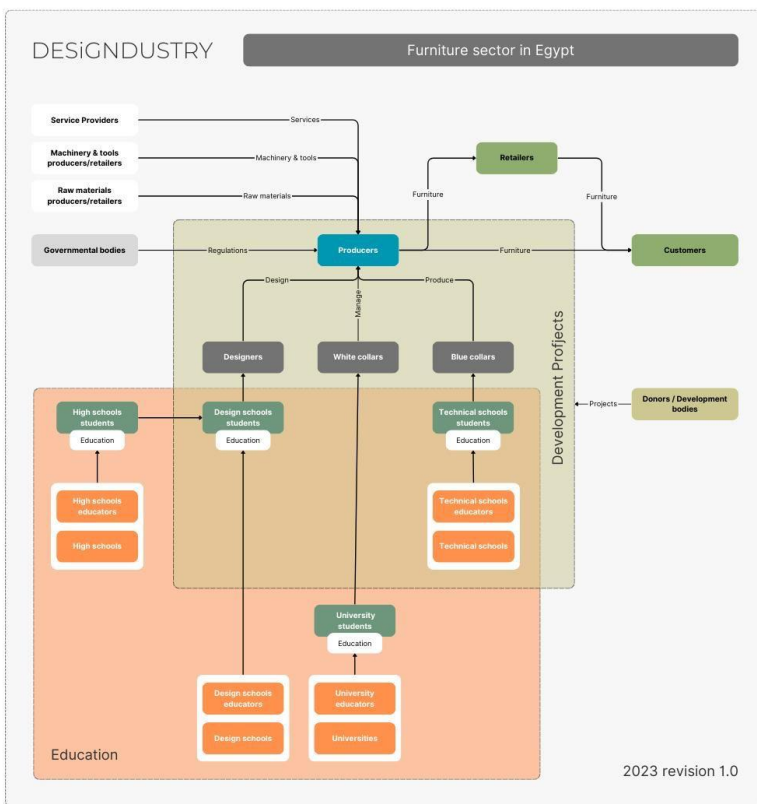 DESiGNDUSTRY
Furniture sector in Egypt
Service Providers
Services
Machinery & tools
producers/retailers
Machinery & tools
Retailers
Raw materials
producers/retailers
Raw materials
Furniture
Furniture
Governmental bodies
Regulations
Producers
Furniture
Customers
Design
Manage
Produce
Designers
White collars
Blue collars
Development Profjects
High schools
students
Education
Design schools
students
Education
Technical schools
students
Education
Projects
Donors / Development
bodies
High schools
educators
High schools
Technical schools
educators
Technical schools
University
students
Education
Design schools
educators
Design schools
University
educators
Universities
Education
2023 revision 1.0